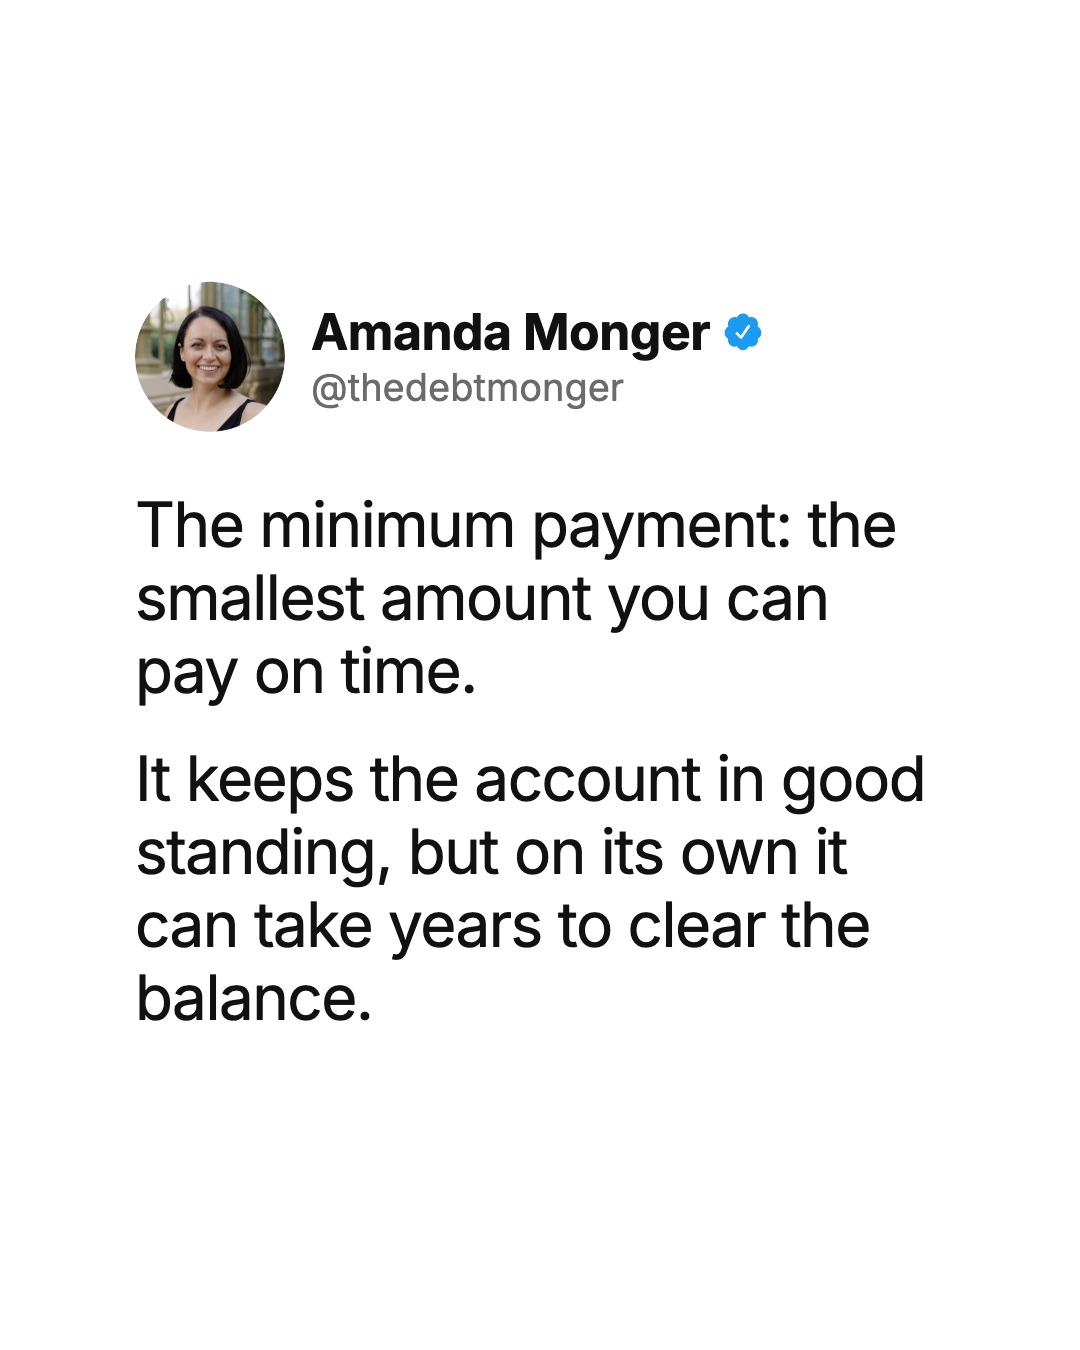 Amanda Monger
@thedebtmonger
The minimum payment: the
smallest amount you can
pay on time.
It keeps the account in good
standing, but on its own it
can take years to clear the
balance.